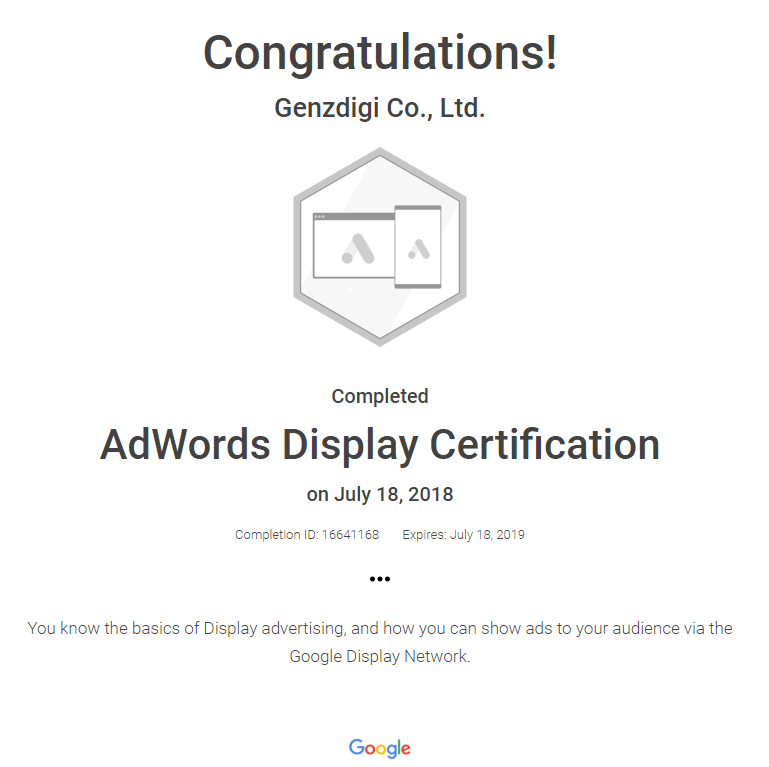 Congratulations!
Genzdigi Co., Ltd.
Completed
AdWords Display Certification
on July 18, 2018
Completion ID: 16641168 Expires: July 18, 2019
•••
You know the basics of Display advertising, and how you can show ads to your audience via the
Google Display Network.
Google